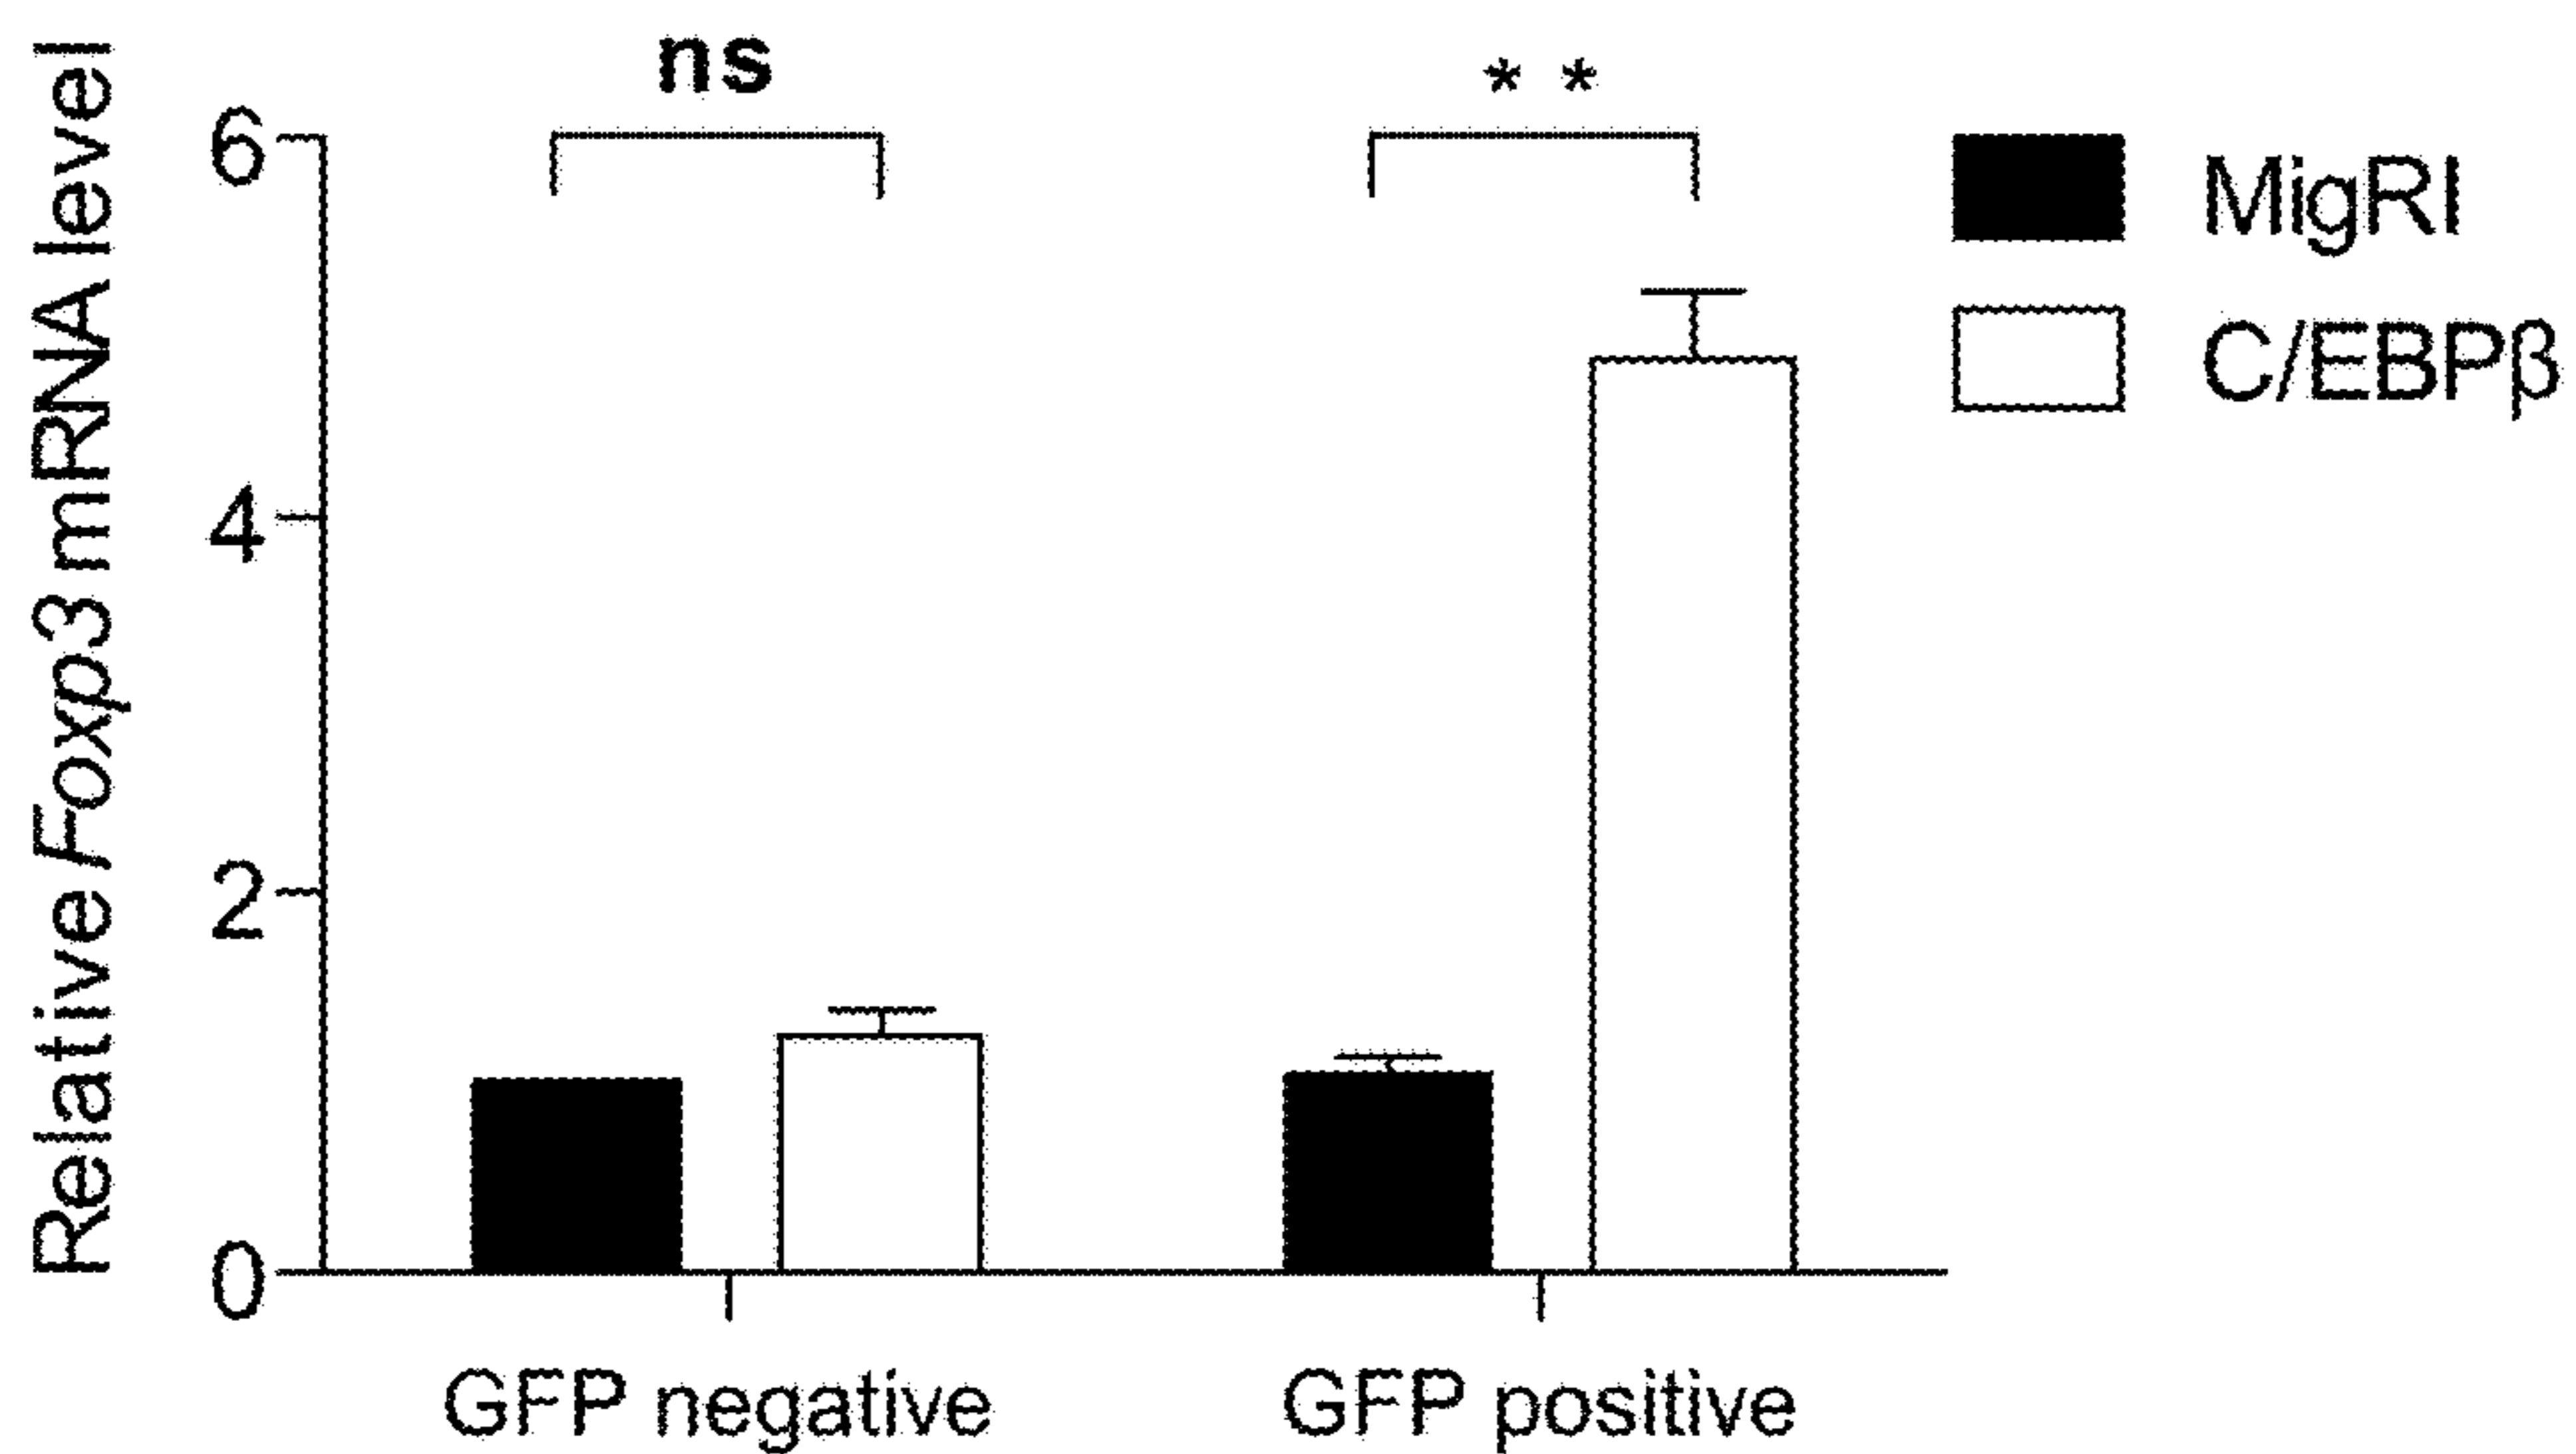 Relative Foxp3 mRNA level
6
4
2
0
ns
* *
MigRI
C/EBPβ
GFP negative
GFP positive